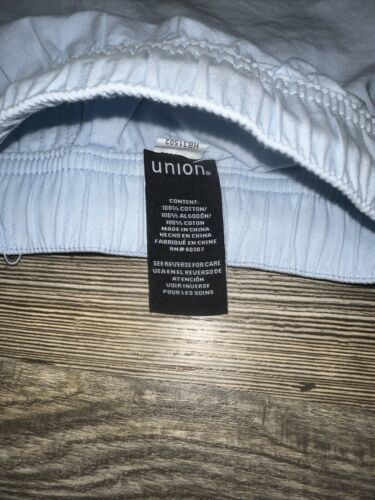 union®
CONTENT:
100% COTTON/
100% ALGODÓN/
100% COTON
MADE IN CHINA
HECHO EN CHINA
FABRIQUÉ EN CHINE
RN# 60307
SEE REVERSE FOR CARE
VEA EN EL REVERSO DE
ATENCIÓN
VOIR INVERSE
POUR LES SOINS